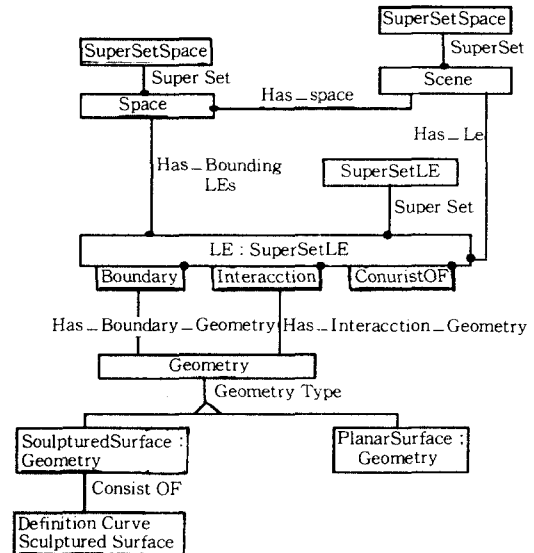 SuperSetSpace
SuperSetSpace
Super Set
SuperSet
Space
Scene
Has_space
Has_Le
Has_Bounding
LEs
SuperSetLE
Super Set
LE : SuperSetLE
Boundary
Interacction
ConuristOF
Has_Boundary_Geometry
Has_Interacction_Geometry
Geometry
Geometry Type
SoulpturedSurface :
Geometry
PlanarSurface :
Geometry
Consist OF
Definition Curve
Sculptured Surface